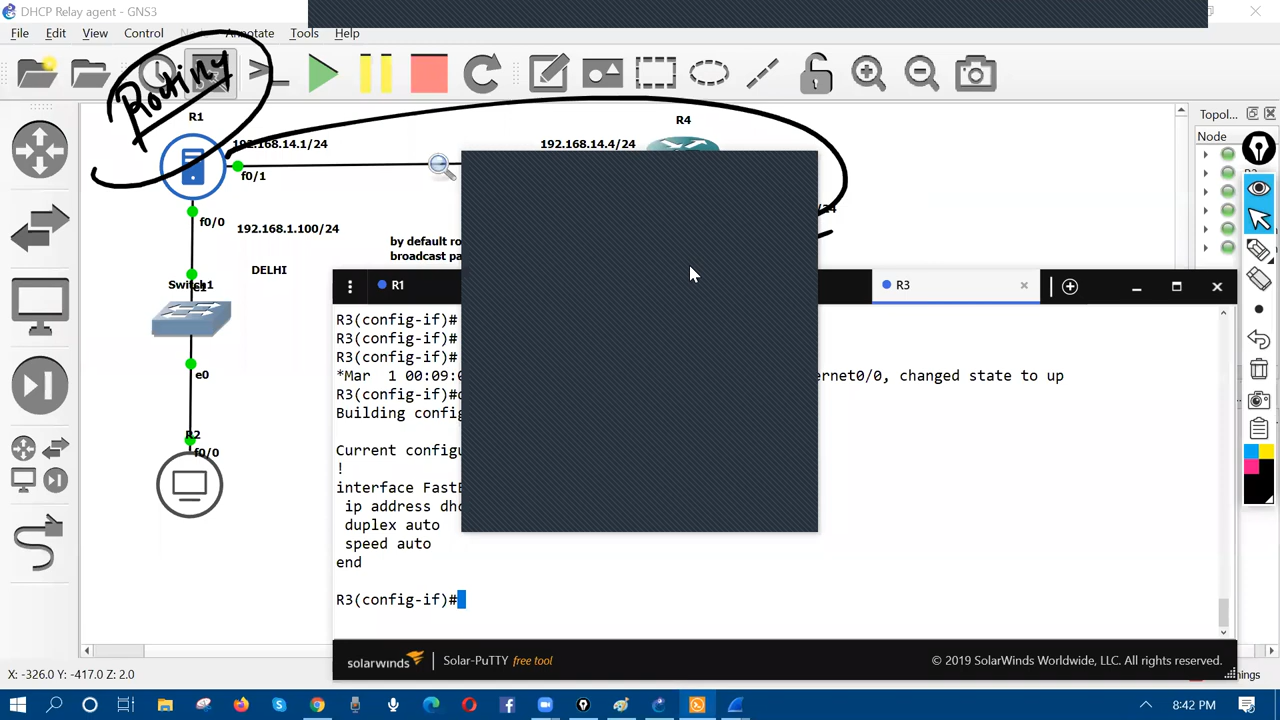 DHCP Relay agent - GNS3
File Edit View Control Annotate Tools Help
Routing
R1
R4
192.168.14.1/24
192.168.14.4/24
f0/1
/24
f0/0
192.168.1.100/24
by default ro
broadcast pa
DELHI
Switch1
e0
R2
f0/0
Topol...
Node
R1
R3
R3(config-if)#
R3(config-if)#
R3(config-if)#
*Mar 1 00:09:0 ernet0/0, changed state to up
R3(config-if)#
Building config
Current configu
!
interface FastE
ip address dhc
duplex auto
speed auto
end
R3(config-if)#
solarwinds Solar-PuTTY free tool © 2019 SolarWinds Worldwide, LLC. All rights reserved.
X: -326.0 Y: -417.0 Z: 2.0
nings
8:42 PM